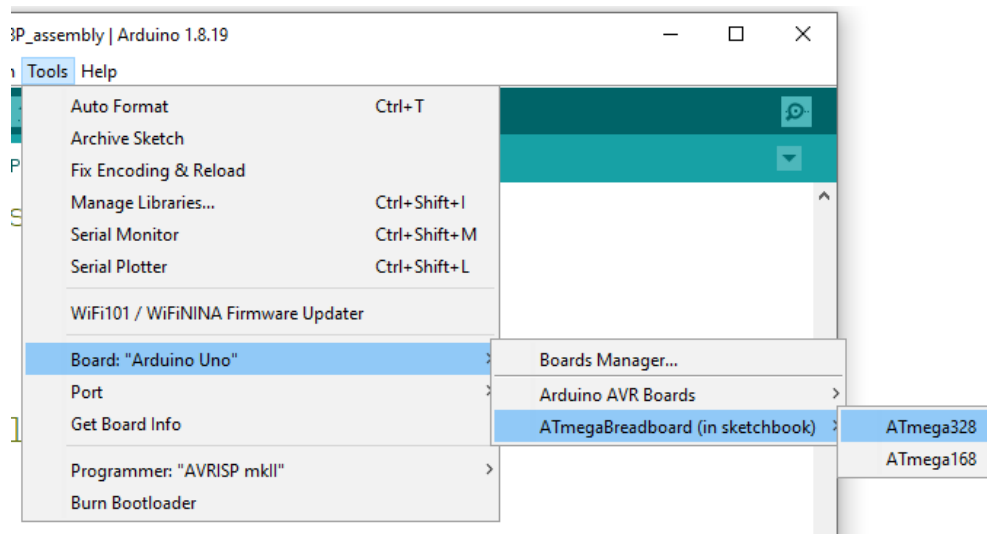 3P_assembly | Arduino 1.8.19
Tools Help
Auto Format Ctrl+T
Archive Sketch
Fix Encoding & Reload
Manage Libraries... Ctrl+Shift+I
Serial Monitor Ctrl+Shift+M
Serial Plotter Ctrl+Shift+L
WiFi101 / WiFiNINA Firmware Updater
Board: "Arduino Uno"
Boards Manager...
Port
Arduino AVR Boards
Get Board Info
ATmegaBreadboard (in sketchbook)
ATmega328
ATmega168
Programmer: "AVRISP mkII"
Burn Bootloader